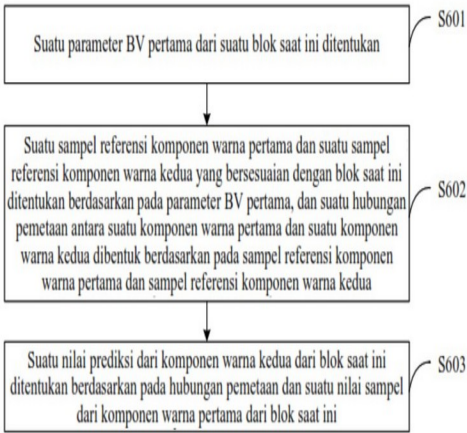 Suatu parameter BV pertama dari suatu blok saat ini ditentukan
S601
Suatu sampel referensi komponen warna pertama dan suatu sampel
referensi komponen warna kedua yang bersesuaian dengan blok saat ini
ditentukan berdasarkan pada parameter BV pertama, dan suatu hubungan
pemetaan antara suatu komponen warna pertama dan suatu komponen
warna kedua dibentuk berdasarkan pada sampel referensi komponen
warna pertama dan sampel referensi komponen warna kedua
S602
Suatu nilai prediksi dari komponen warna kedua dari blok saat ini
ditentukan berdasarkan pada hubungan pemetaan dan suatu nilai sampel
dari komponen warna pertama dari blok saat ini
S603